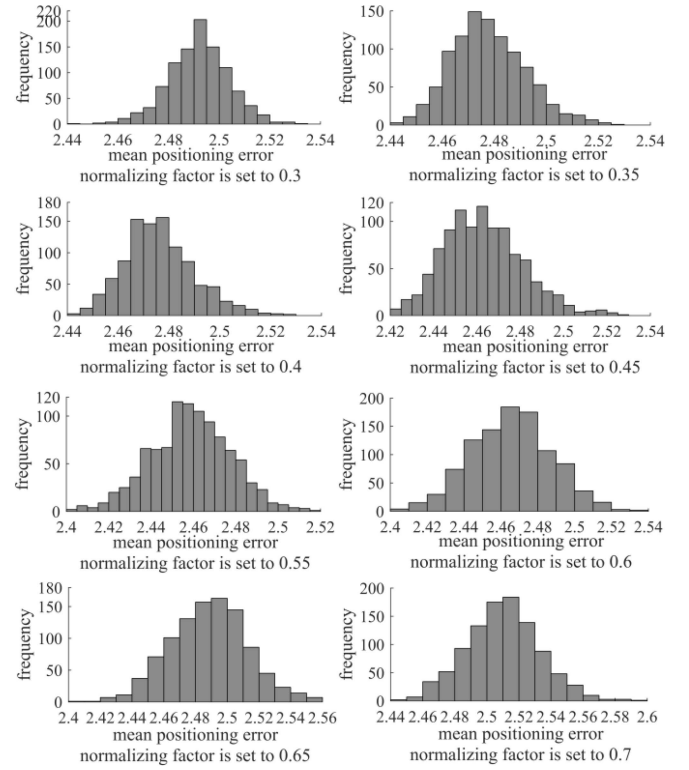 220
200
150
100
50
0
frequency
2.44 2.46 2.48 2.5 2.52 2.54
mean positioning error
normalizing factor is set to 0.3
150
100
50
0
frequency
2.44 2.46 2.48 2.5 2.52 2.54
mean positioning error
normalizing factor is set to 0.35
180
150
100
50
0
frequency
2.44 2.46 2.48 2.5 2.52 2.54
mean positioning error
normalizing factor is set to 0.4
120
100
50
0
frequency
2.42 2.44 2.46 2.48 2.5 2.52 2.54
mean positioning error
normalizing factor is set to 0.45
120
100
50
0
frequency
2.4 2.42 2.44 2.46 2.48 2.5 2.52
mean positioning error
normalizing factor is set to 0.55
200
150
100
50
0
frequency
2.4 2.42 2.44 2.46 2.48 2.5 2.52 2.54
mean positioning error
normalizing factor is set to 0.6
180
150
100
50
0
frequency
2.4 2.42 2.44 2.46 2.48 2.5 2.52 2.54 2.56
mean positioning error
normalizing factor is set to 0.65
200
150
100
50
0
frequency
2.44 2.46 2.48 2.5 2.52 2.54 2.56 2.58 2.6
mean positioning error
normalizing factor is set to 0.7